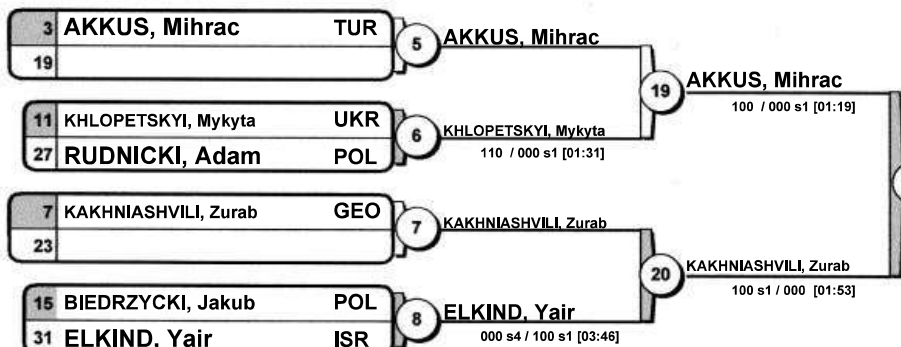 3 AKKUS, Mihrac TUR
19
5 AKKUS, Mihrac
11 KHLOPETSKYI, Mykyta UKR
27 RUDNICKI, Adam POL
6 KHLOPETSKYI, Mykyta
110 / 000 s1 [01:31]
19 AKKUS, Mihrac
100 / 000 s1 [01:19]
7 KAKHNIASHVILI, Zurab GEO
23
7 KAKHNIASHVILI, Zurab
15 BIEDRZYCKI, Jakub POL
31 ELKIND, Yair ISR
8 ELKIND, Yair
000 s4 / 100 s1 [03:46]
20 KAKHNIASHVILI, Zurab
100 s1 / 000 [01:53]